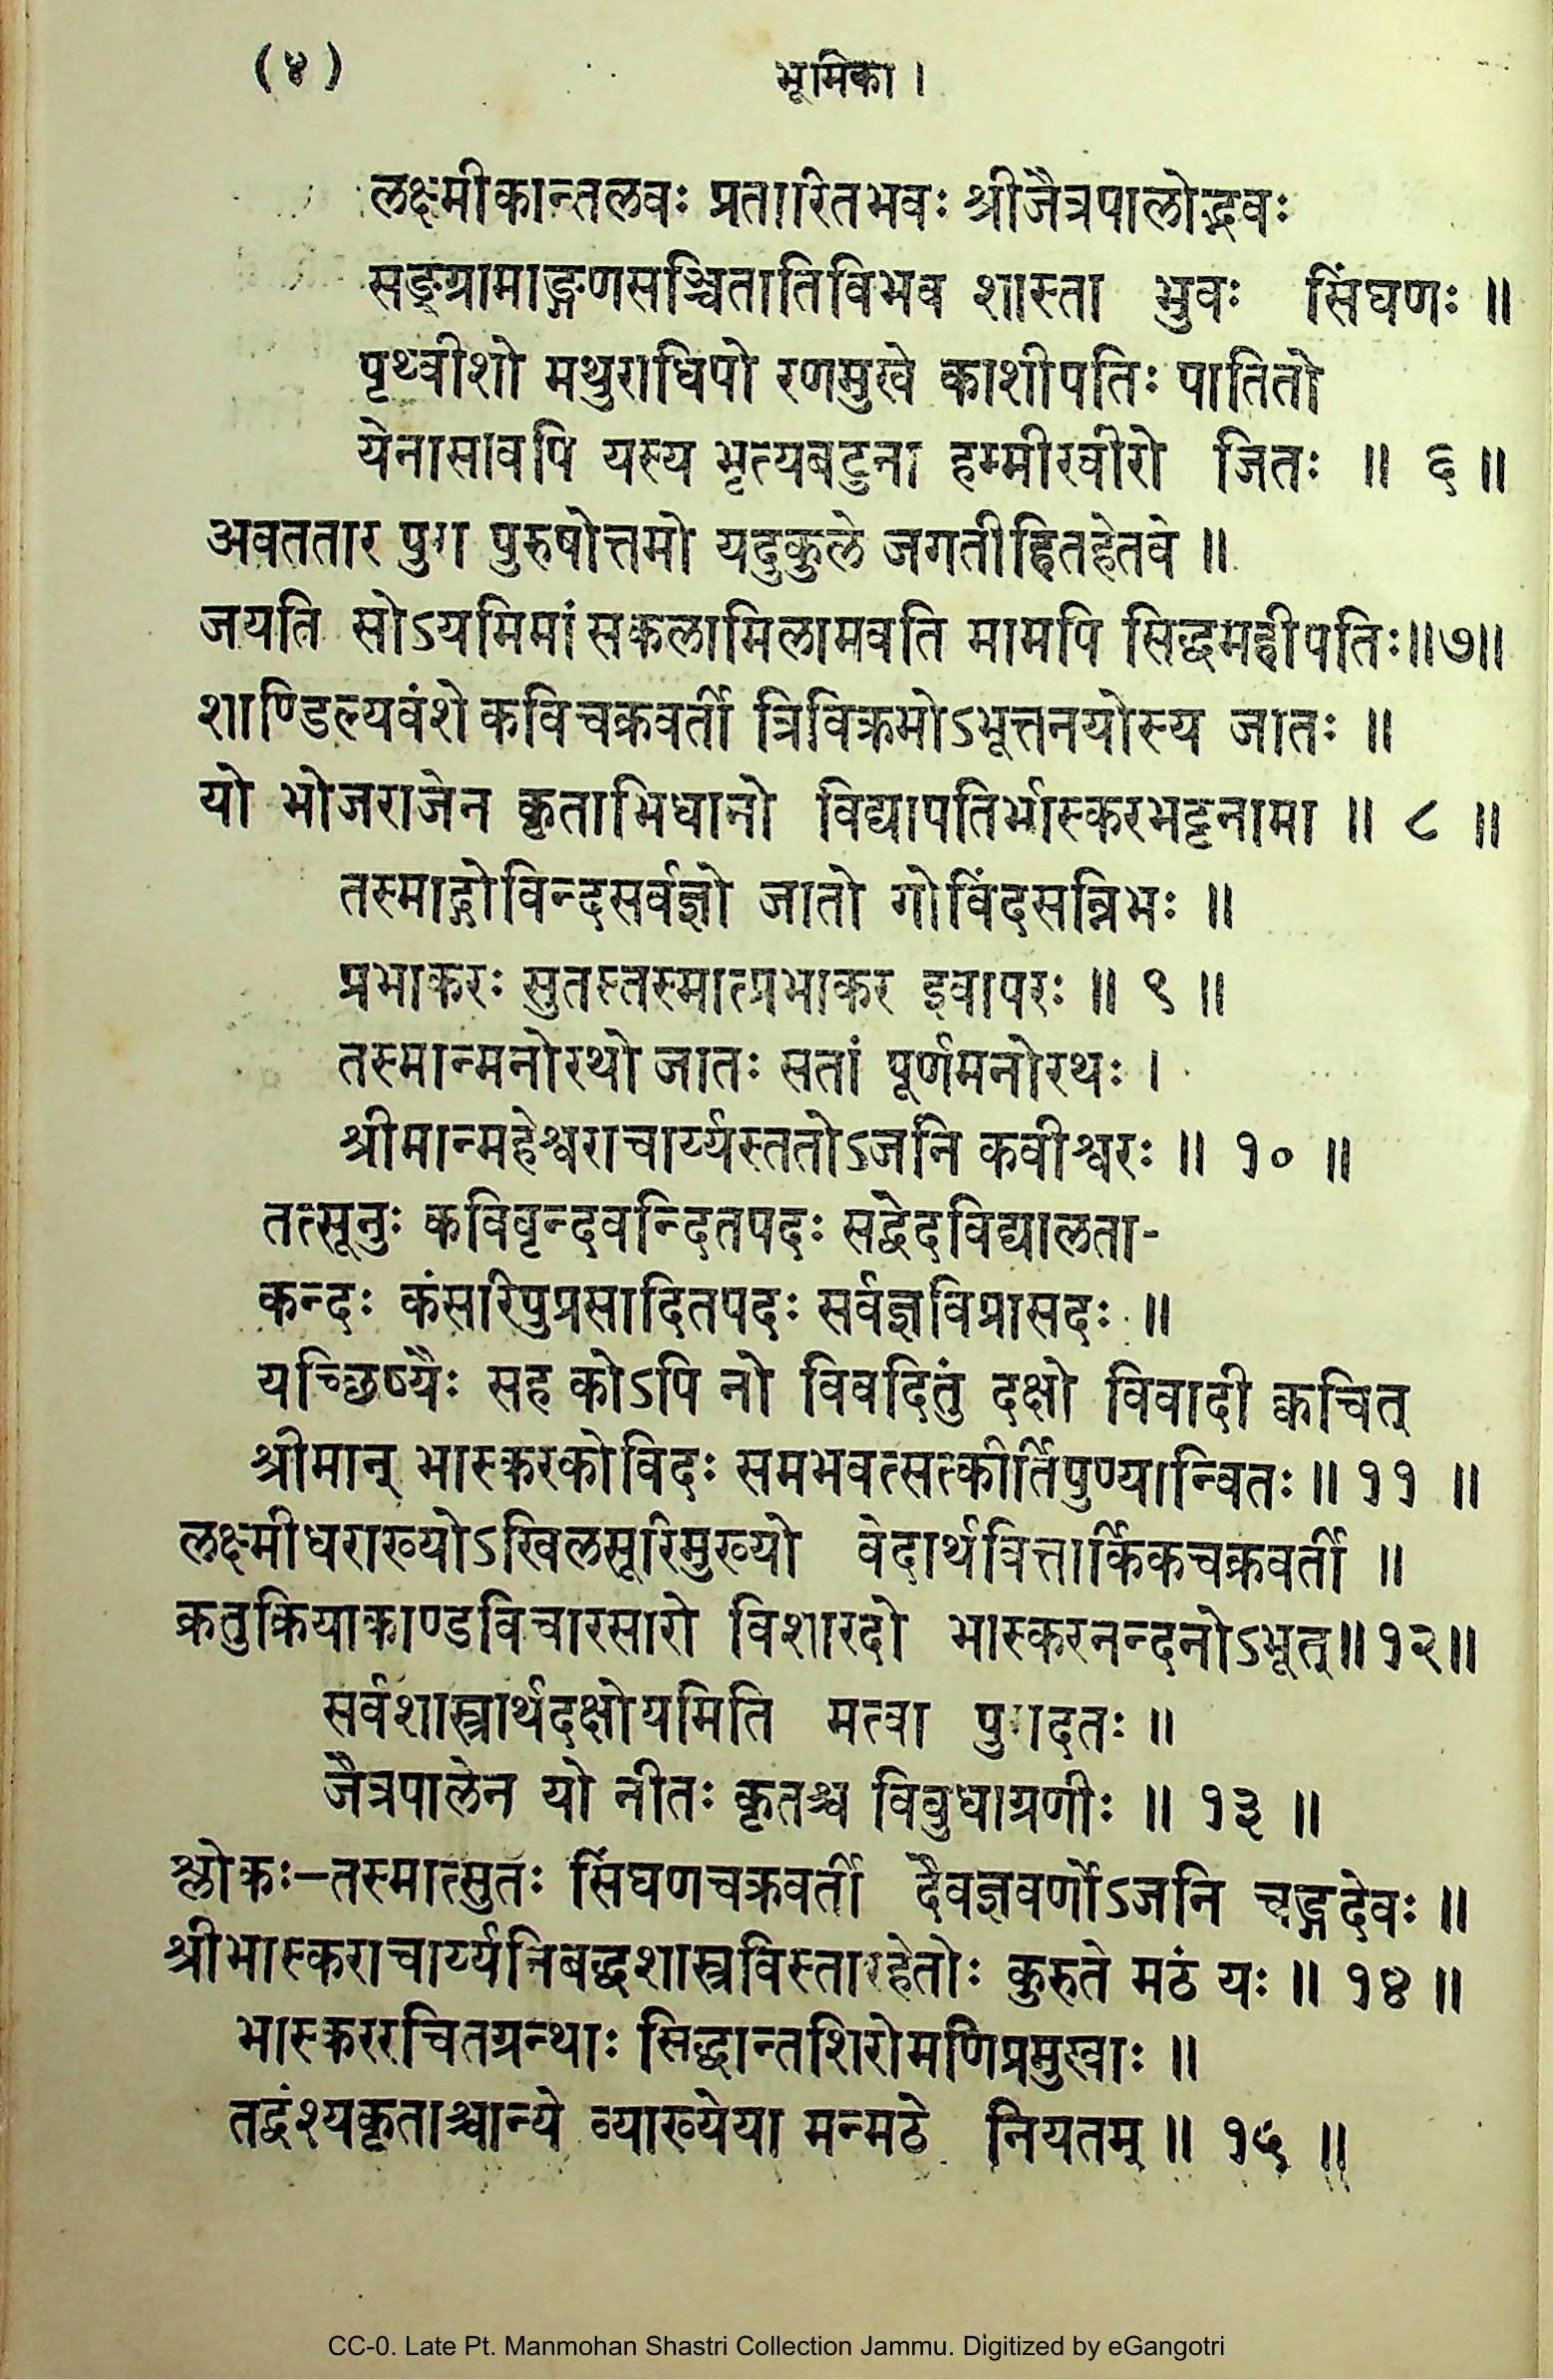 (४) भूमिका ।
लक्ष्मीकान्तलवः प्रतारितभवः श्रीजैत्रपालोद्भवः
सङ्ग्रामाङ्गणसञ्चितातिविभव शास्ता भुवः सिंघणः ॥
पृथ्वीशो मथुराधिपो रणमुखे काशीपतिः पातितो
येनासावपि यस्य भृत्यबटुना हम्मीरवीरो जितः ॥ ६ ॥
अवततार पुरा पुरुषोत्तमो यदुकुले जगतीहितहेतवे ॥
जयति सोऽयमिमां सकलामिलामवति मामपि सिद्धमहीपतिः॥७॥
शाण्डिल्यवंशे कविचक्रवर्ती त्रिविक्रमोऽभूत्तनयोस्य जातः ॥
यो भोजराजेन कृताभिधानो विद्यापतिर्भास्करभट्टनामा ॥ ८ ॥
तस्माद्गोविन्दसर्वज्ञो जातो गोविंदसन्निभः ॥
प्रभाकरः सुतस्तस्मात्प्रभाकर इवापरः ॥ ९ ॥
तस्मान्मनोरथो जातः सतां पूर्णमनोरथः ।
श्रीमान्महेश्वराचार्य्यस्ततोऽजनि कवीश्वरः ॥ १० ॥
तत्सूनुः कविवृन्दवन्दितपदः सद्वेदविद्यालता-
कन्दः कंसारिपुप्रसादितपदः सर्वज्ञविप्रासदः ॥
यच्छिष्यैः सह कोऽपि नो विवदितुं दक्षो विवादी क्वचित्
श्रीमान् भास्करकोविदः समभवत्सत्कीर्तिपुण्यान्वितः ॥ ११ ॥
लक्ष्मीधराख्योऽखिलसूरिमुख्यो वेदार्थवित्तार्किकचक्रवर्ती ॥
क्रतुक्रियाकाण्डविचारसारो विशारदो भास्करनन्दनोऽभूत्॥१२॥
सर्वशास्त्रार्थदक्षोयमिति मत्वा पुरादतः ॥
जैत्रपालेन यो नीतः कृतश्च विबुधाग्रणीः ॥ १३ ॥
श्लोकः–तस्मात्सुतः सिंघणचक्रवर्ती दैवज्ञवर्णोऽजनि चङ्गदेवः ॥
श्रीभास्कराचार्य्यनिबद्धशास्त्रविस्तारहेतोः कुरुते मठं यः ॥ १४ ॥
भास्कररचितग्रन्थाः सिद्धान्तशिरोमणिप्रमुखाः ॥
तद्वंश्यकृताश्चान्ये व्याख्येया मन्मठे नियतम् ॥ १५ ॥
CC-0. Late Pt. Manmohan Shastri Collection Jammu. Digitized by eGangotri